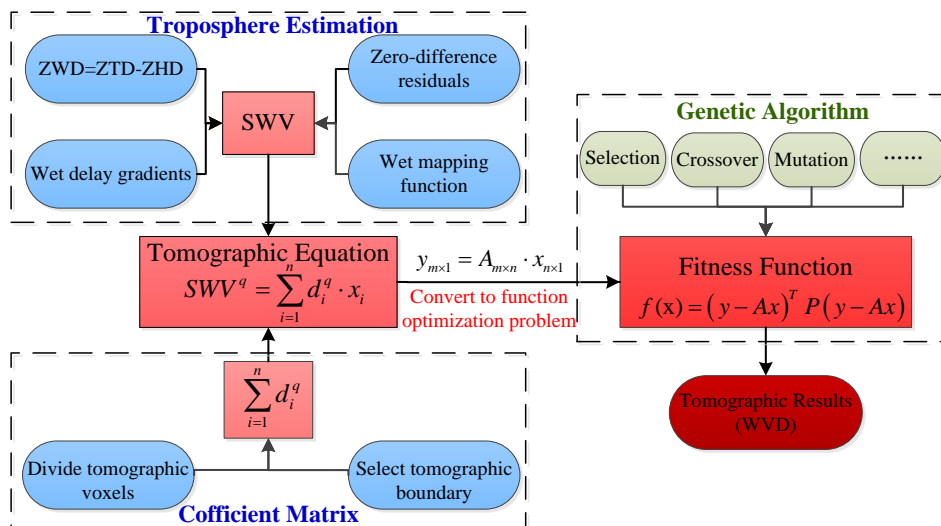 Troposphere Estimation
ZWD=ZTD-ZHD
Zero-difference
residuals
SWV
Wet delay gradients
Wet mapping
function
Genetic Algorithm
Selection
Crossover
Mutation
……
Tomographic Equation
SWV^q = \sum_{i=1}^{n} d_i^q · x_i
y_{m×1} = A_{m×n} · x_{n×1}
Convert to function
optimization problem
Fitness Function
f(x) = (y−Ax)^T P(y−Ax)
\sum_{i=1}^{n} d_i^q
Tomographic Results
(WVD)
Divide tomographic
voxels
Select tomographic
boundary
Cofficient Matrix